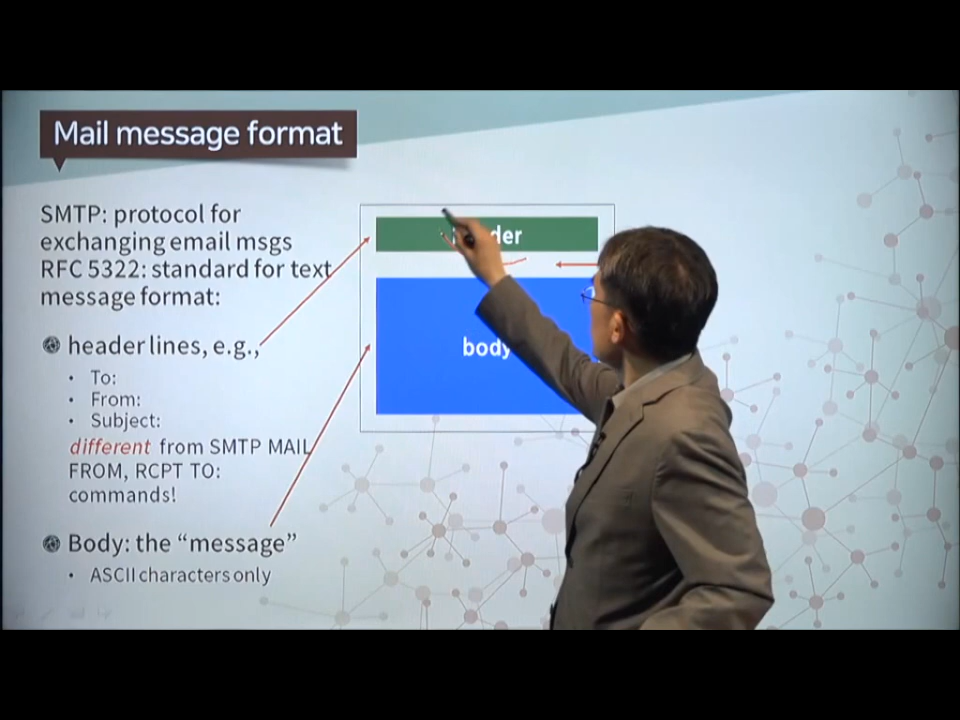 Mail message format
SMTP: protocol for
exchanging email msgs
RFC 5322: standard for text
message format:
header lines, e.g.,
• To:
• From:
• Subject:
different from SMTP MAIL
FROM, RCPT TO:
commands!
Body: the “message”
• ASCII characters only
body